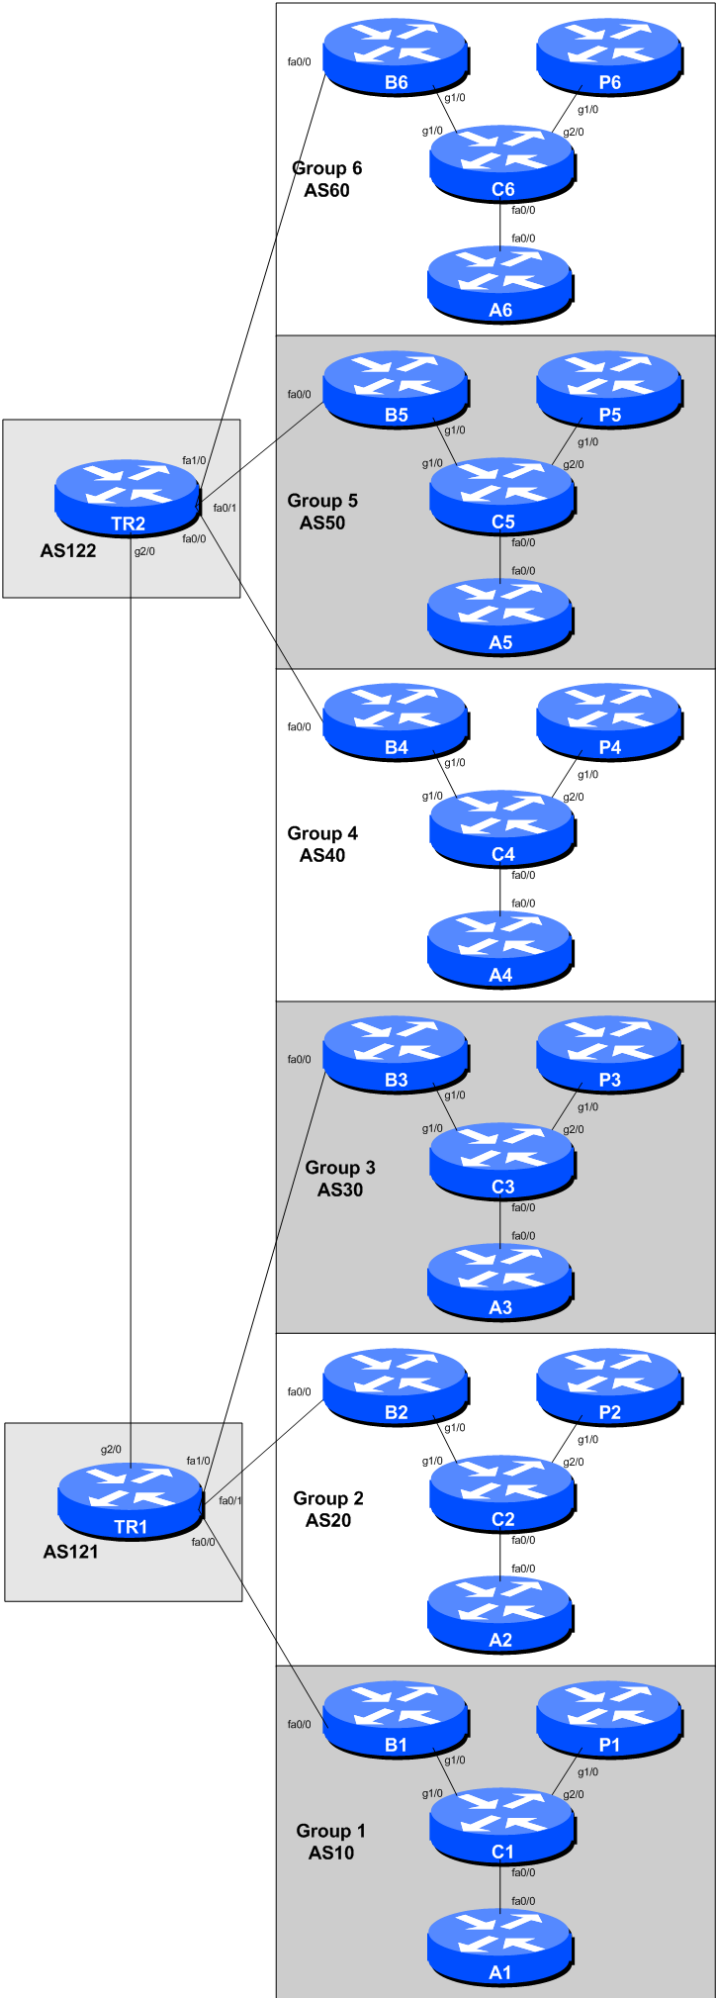 fa0/0
B6
P6
g1/0
g1/0
g1/0
g2/0
Group 6
AS60
C6
fa0/0
fa0/0
A6
fa0/0
B5
P5
g1/0
g1/0
g1/0
g2/0
Group 5
AS50
C5
fa0/0
fa0/0
A5
fa1/0
fa0/1
TR2
fa0/0
g2/0
AS122
fa0/0
B4
P4
g1/0
g1/0
g1/0
g2/0
Group 4
AS40
C4
fa0/0
fa0/0
A4
fa0/0
B3
P3
g1/0
g1/0
g1/0
g2/0
Group 3
AS30
C3
fa0/0
fa0/0
A3
fa0/0
B2
P2
g1/0
g1/0
g1/0
g2/0
Group 2
AS20
C2
fa0/0
fa0/0
A2
g2/0
fa1/0
fa0/1
TR1
fa0/0
AS121
fa0/0
B1
P1
g1/0
g1/0
g1/0
g2/0
Group 1
AS10
C1
fa0/0
fa0/0
A1